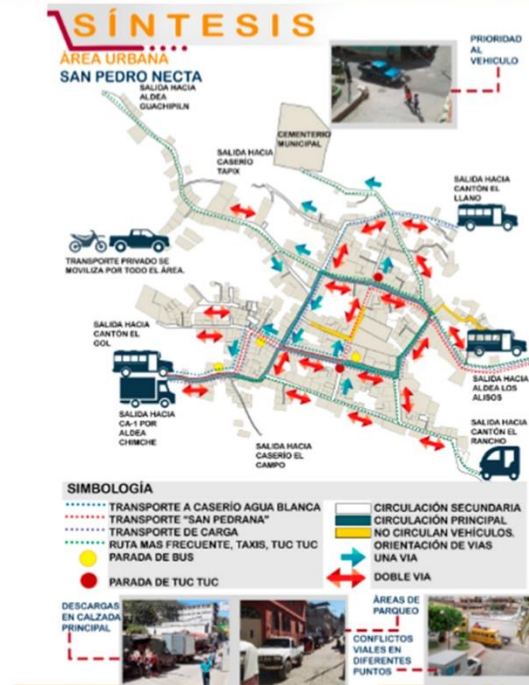 SÍNTESIS
ÁREA URBANA
SAN PEDRO NECTA
PRIORIDAD
AL
VEHICULO
SALIDA HACIA
ALDEA
GUACHIPILN
CEMENTERIO
MUNICIPAL
SALIDA HACIA
CASERÍO
TAPIX
SALIDA HACIA
CANTÓN EL
LLANO
TRANSPORTE PRIVADO SE
MOVILIZA POR TODO EL ÁREA.
SALIDA HACIA
CANTÓN EL
GOL
SALIDA HACIA
ALDEA LOS
ALISOS
SALIDA HACIA
CA-1 POR
ALDEA
CHIMCHE
SALIDA HACIA
CASERÍO EL
CAMPO
SALIDA HACIA
CANTÓN EL
RANCHO
SIMBOLOGÍA
TRANSPORTE A CASERÍO AGUA BLANCA
TRANSPORTE "SAN PEDRANA"
TRANSPORTE DE CARGA
RUTA MAS FRECUENTE, TAXIS, TUC TUC
PARADA DE BUS
PARADA DE TUC TUC
CIRCULACIÓN SECUNDARIA
CIRCULACIÓN PRINCIPAL
NO CIRCULAN VEHÍCULOS.
ORIENTACIÓN DE VIAS
UNA VIA
DOBLE VIA
DESCARGAS
EN CALZADA
PRINCIPAL
ÀREAS DE
PARQUEO
CONFLICTOS
VIALES EN
DIFERENTES
PUNTOS